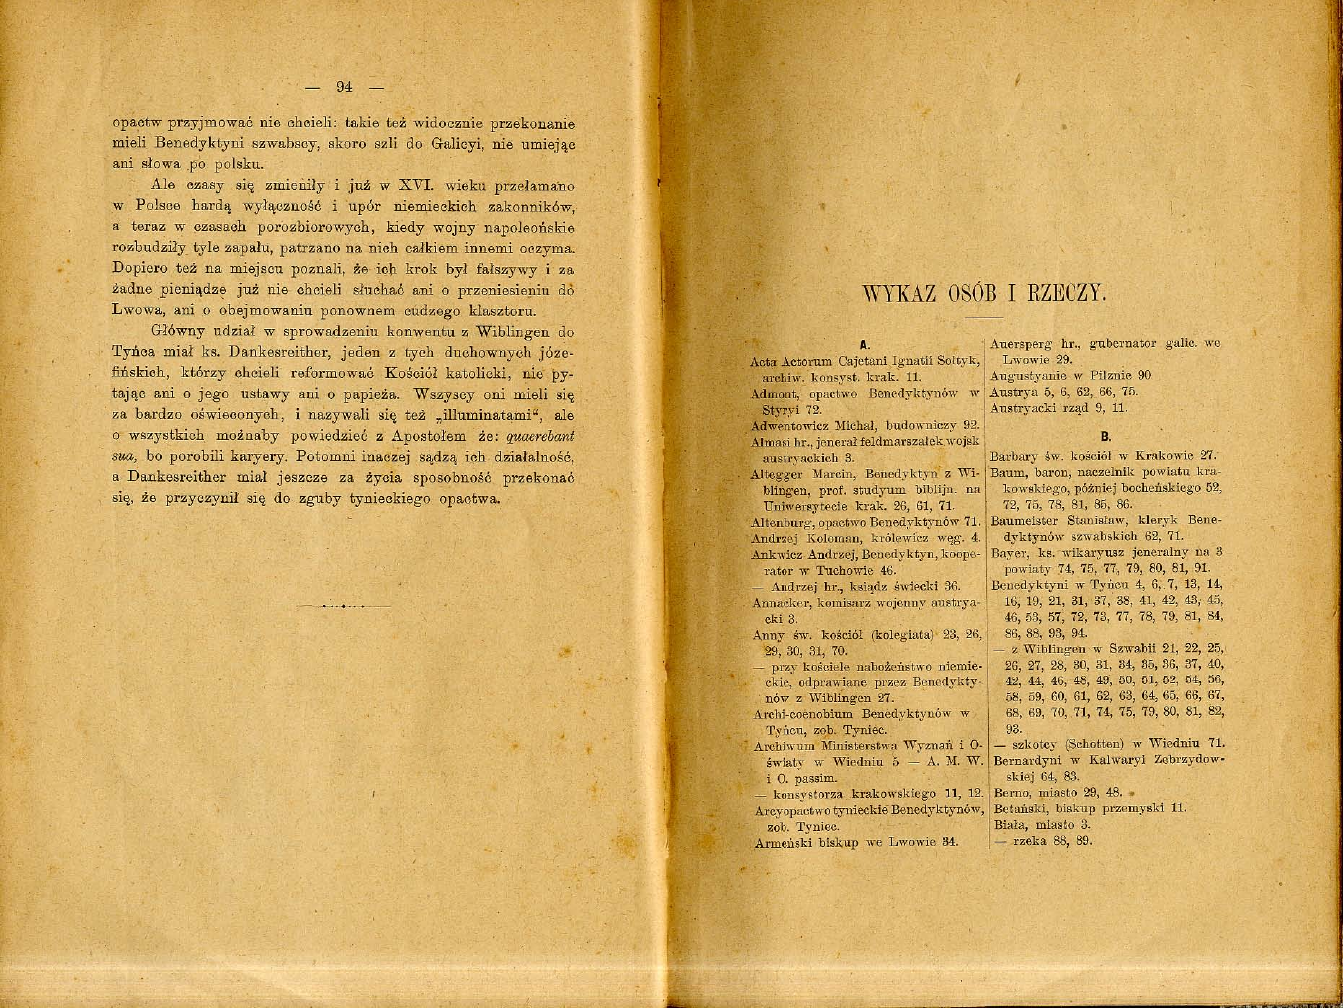 — 94 —
opactw przyjmować nie chcieli: takie też widocznie przekonanie
mieli Benedyktyni szwabscy, skoro szli do Galicyi, nie umiejąc
ani słowa po polsku.
Ale czasy się zmieniły i już w XVI. wieku przełamano
w Polsce hardą wyłączność i upór niemieckich zakonników,
a teraz w czasach porozbiorowych, kiedy wojny napoleońskie
rozbudziły tyle zapału, patrzano na nich całkiem innemi oczyma.
Dopiero też na miejscu poznali, że ich krok był fałszywy i za
żadne pieniądze już nie chcieli słuchać ani o przeniesieniu do
Lwowa, ani o objemowaniu ponownem cudzego klasztoru.
Główny udział w sprowadzeniu konwentu z Wiblingen do
Tyńca miał ks. Dankesreither, jeden z tych duchownych józe-
fińskich, którzy chcieli reformować Kościół katolicki, nie py-
tając ani o jego ustawy ani o papieża. Wszyscy oni mieli się
za bardzo oświeconych, i nazywali się też „illuminatami“, ale
o wszystkich możnaby powiedzieć z Apostołem że: quaerebant
sua, bo porobili karyery. Potomni inaczej sądzą ich działalność,
a Dankesreither miał jeszcze za życia sposobność przekonać
się, że przyczynił się do zguby tynieckiego opactwa.
WYKAZ OSÓB I RZECZY.
A.
Acta Actorum Cajetani Ignatii Sołtyk,
archiw. konsyst. krak. 11.
Admont, opactwo Benedyktynów w
Styryi 72.
Adwentowicz Michał, budowniczy 92.
Almasi hr., jenerał feldmarszałek wojsk
austryackich 3.
Altegger Marcin, Benedyktyn z Wi-
blingen, prof. studyum biblijn. na
Uniwersytecie krak. 26, 61, 71.
Altenburg, opactwo Benedyktynów 71.
Andrzej Koloman, królewicz węg. 4.
Ankwicz Andrzej, Benedyktyn, koope-
rator w Tuchowie 46.
— Andrzej hr., ksiądz świecki 36.
Annacker, komisarz wojenny austrya-
cki 3.
Anny św. kościół (kolegiata) 23, 26,
29, 30, 31, 70.
— przy kościele nabożeństwo niemie-
ckie, odprawiane przez Benedykty-
nów z Wiblingen 27.
Archi-coenobium Benedyktynów w
Tyńcu, zob. Tyniec.
Archiwum Ministerstwa Wyznań i O-
światy w Wiedniu 5 — A. M. W.
i O. passim.
— konsystorza krakowskiego 11, 12.
Arcyopactwo tynieckie Benedyktynów,
zob. Tyniec.
Armeński biskup we Lwowie 34.
Auersperg hr., gubernator galic. we
Lwowie 29.
Augustyanie w Pilznie 90
Austrya 5, 6, 62, 66, 75.
Austryacki rząd 9, 11.
B.
Barbary św. kościół w Krakowie 27.
Baum, baron, naczelnik powiatu kra-
kowskiego, później bocheńskiego 52,
72, 75, 78, 81, 85, 86.
Baumeister Stanisław, kleryk Bene-
dyktynów szwabskich 62, 71.
Bayer, ks. wikaryusz jeneralny na 3
powiaty 74, 75, 77, 79, 80, 81, 91.
Benedyktyni w Tyńcu 4, 6, 7, 13, 14,
16, 19, 21, 31, 37, 38, 41, 42, 43, 45,
46, 53, 57, 72, 73, 77, 78, 79, 81, 84,
86, 88, 93, 94.
— z Wiblingen w Szwabii 21, 22, 25,
26, 27, 28, 30, 31, 34, 35, 36, 37, 40,
42, 44, 46, 48, 49, 50, 51, 52, 54, 56,
58, 59, 60, 61, 62, 63, 64, 65, 66, 67,
68, 69, 70, 71, 74, 75, 79, 80, 81, 82,
93.
— szkotcy (Schotten) w Wiedniu 71.
Bernardyni w Kalwaryi Zebrzydow-
skiej 64, 83.
Berno, miasto 29, 48.
Betański, biskup przemyski 11.
Biała, miasto 3.
— rzeka 88, 89.